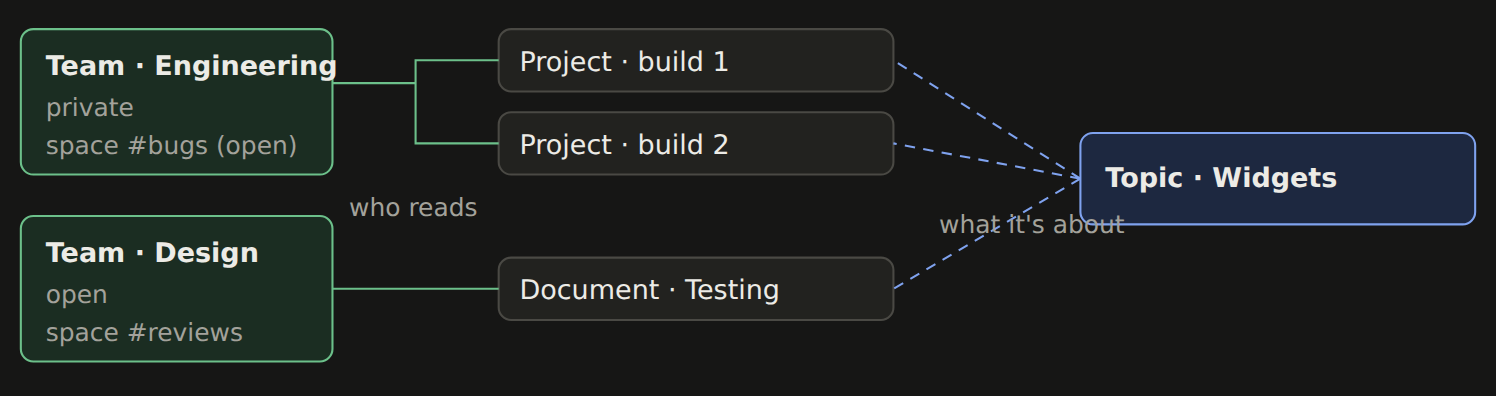 Team · Engineering
private
space #bugs (open)
Project · build 1
Project · build 2
Topic · Widgets
who reads
what it's about
Team · Design
open
space #reviews
Document · Testing